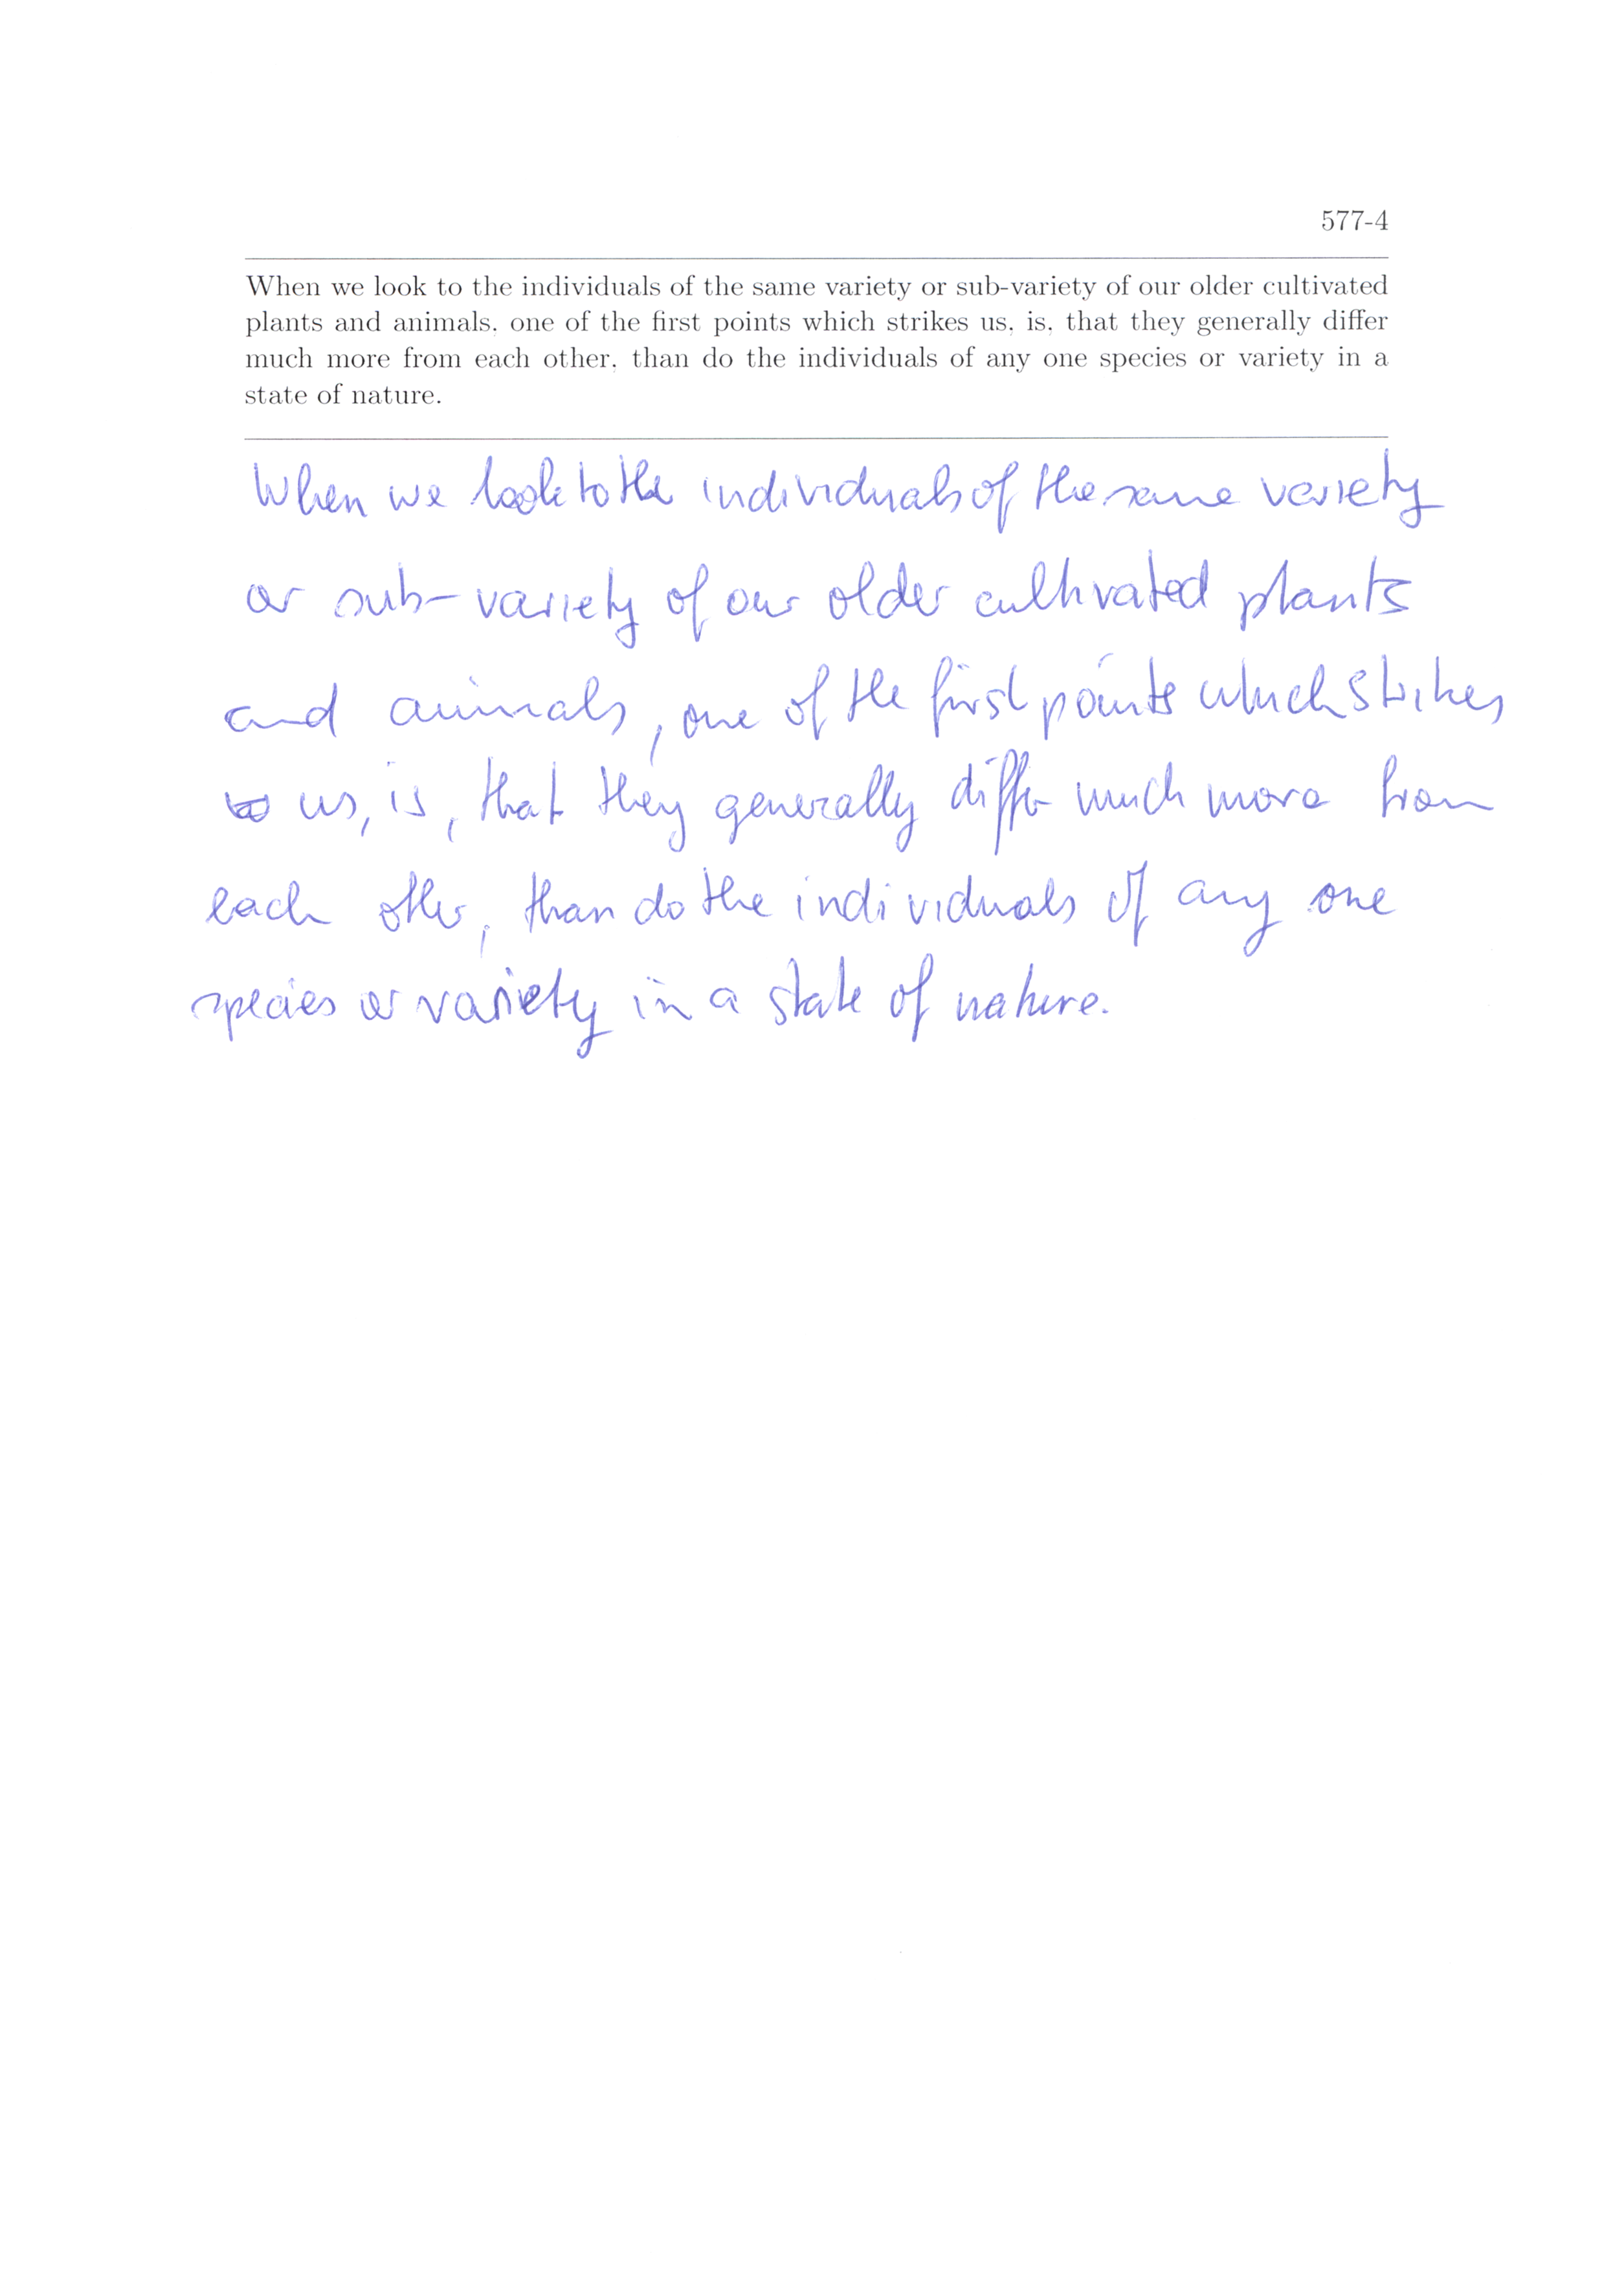 577-4
When we look to the individuals of the same variety or sub-variety of our older cultivated
plants and animals, one of the first points which strikes us, is, that they generally differ
much more from each other, than do the individuals of any one species or variety in a
state of nature.
When we look to the individuals of the same variety
or sub-variety of our older cultivated plants
and animals, one of the first points which strikes
us, is, that they generally differ much more from
each other, than do the individuals of any one
species or variety in a state of nature.